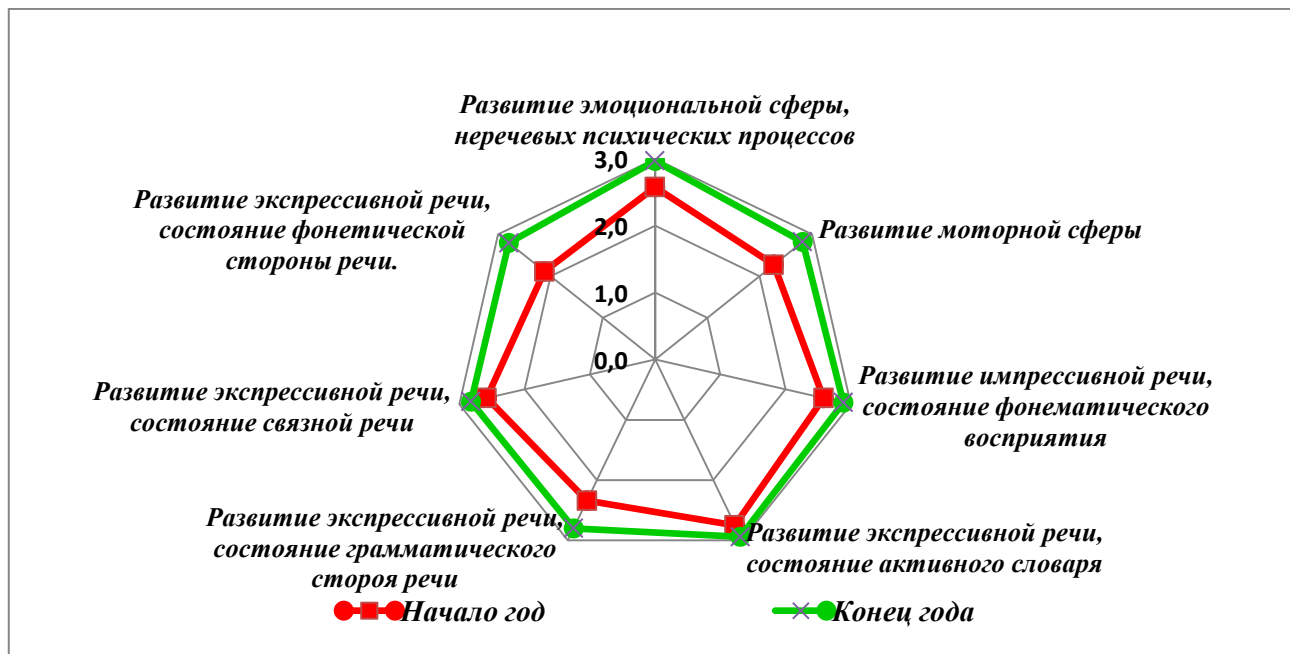 Развитие эмоциональной сферы,
неречевых психических процессов
3,0
Развитие экспрессивной речи,
состояние фонетической
стороны речи.
2,0
Развитие моторной сферы
1,0
0,0
Развитие экспрессивной речи,
состояние связной речи
Развитие импрессивной речи,
состояние фонематического
восприятия
Развитие экспрессивной речи,
состояние грамматического
стороя речи
Развитие экспрессивной речи,
состояние активного словаря
Начало год
Конец года